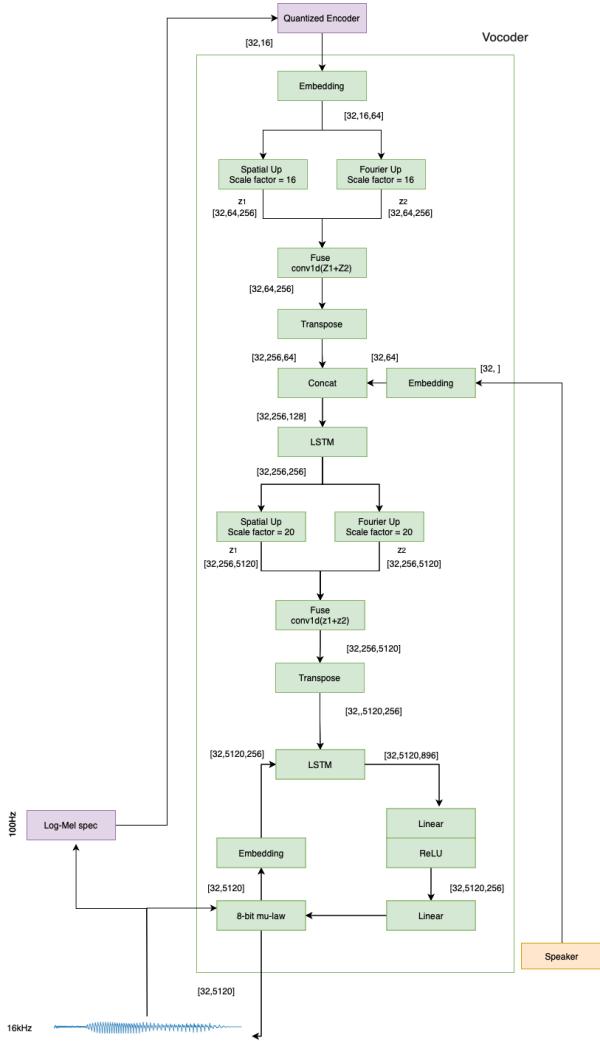 Quantized Encoder
Vocoder
[32,16]
Embedding
[32,16,64]
Spatial Up
Scale factor = 16
Fourier Up
Scale factor = 16
z1
[32,64,256]
z2
[32,64,256]
Fuse
conv1d(Z1+Z2)
[32,64,256]
Transpose
[32,256,64]
[32,64]
[32, ]
Concat
Embedding
[32,256,128]
LSTM
[32,256,256]
Spatial Up
Scale factor = 20
Fourier Up
Scale factor = 20
z1
[32,256,5120]
z2
[32,256,5120]
Fuse
conv1d(z1+z2)
[32,256,5120]
Transpose
[32,,5120,256]
[32,5120,256]
LSTM
[32,5120,896]
100Hz
Log-Mel spec
Linear
ReLU
Embedding
[32,5120]
[32,5120,256]
8-bit mu-law
Linear
Speaker
[32,5120]
16kHz